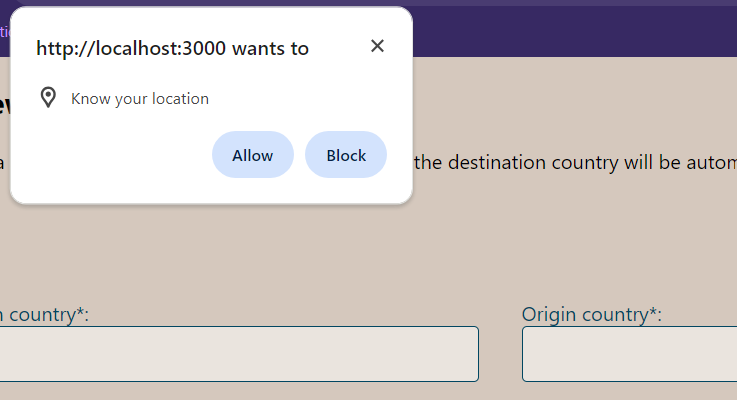 http://localhost:3000 wants to
Know your location
Allow Block
the destination country will be autom
country*: Origin country*: